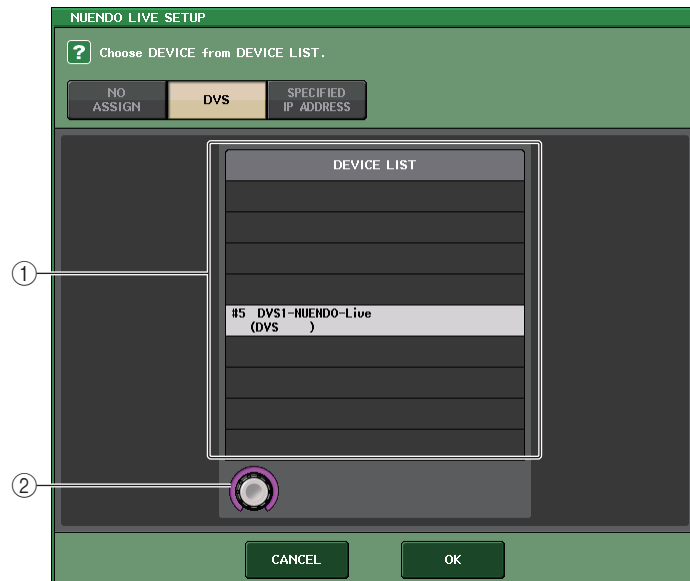 NUENDO LIVE SETUP
? Choose DEVICE from DEVICE LIST.
NO ASSIGN
DVS
SPECIFIED IP ADDRESS
DEVICE LIST
1
#5 DVS1-NUENDO-Live
(DVS )
2
CANCEL
OK